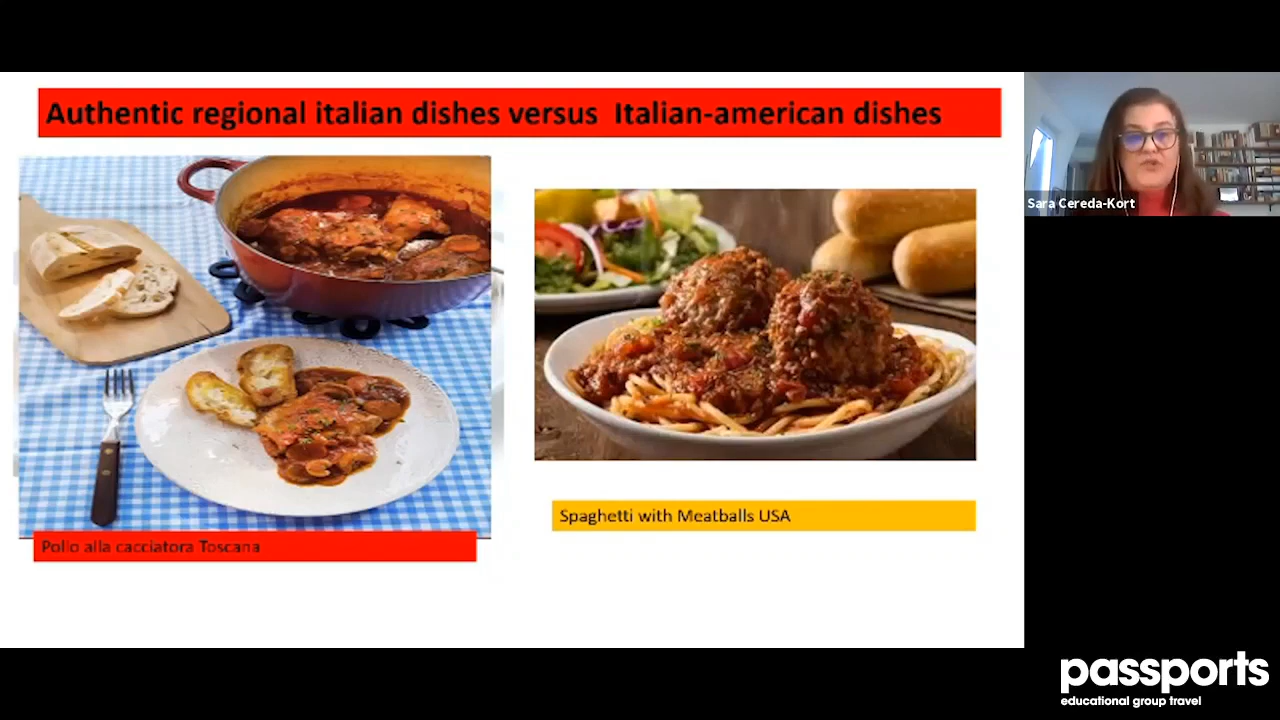 Authentic regional italian dishes versus Italian-american dishes
Sara Cereda-Kort
Spaghetti with Meatballs USA
Pollo alla cacciatora Toscana
passports
educational group travel